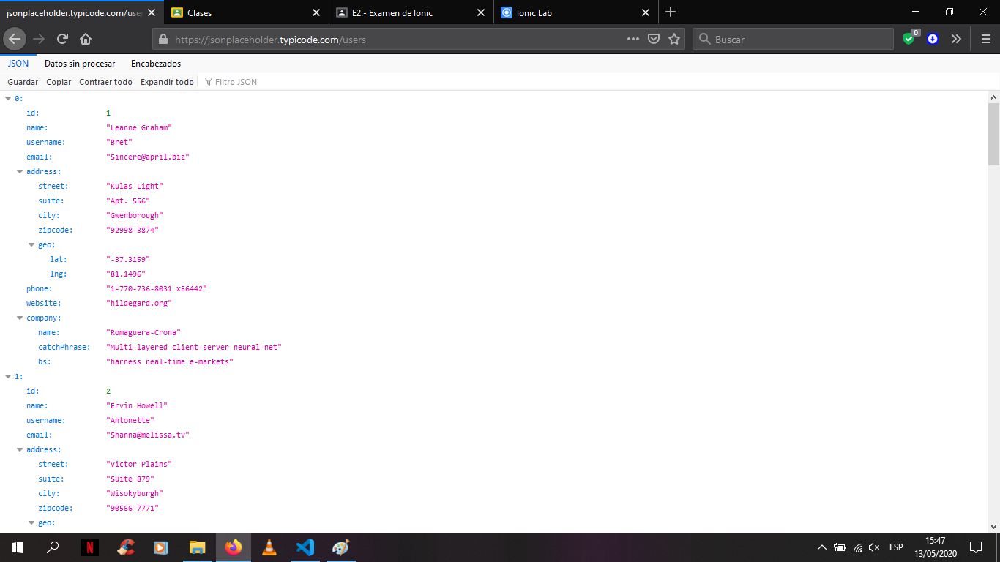 jsonplaceholder.typicode.com/user
Clases
E2.- Examen de Ionic
Ionic Lab
https://jsonplaceholder.typicode.com/users
Buscar
0
JSON
Datos sin procesar
Encabezados
Guardar
Copiar
Contraer todo
Expandir todo
Filtro JSON
0:
id: 1
name: "Leanne Graham"
username: "Bret"
email: "Sincere@april.biz"
address:
street: "Kulas Light"
suite: "Apt. 556"
city: "Gwenborough"
zipcode: "92998-3874"
geo:
lat: "-37.3159"
lng: "81.1496"
phone: "1-770-736-8031 x56442"
website: "hildegard.org"
company:
name: "Romaguera-Crona"
catchPhrase: "Multi-layered client-server neural-net"
bs: "harness real-time e-markets"
1:
id: 2
name: "Ervin Howell"
username: "Antonette"
email: "Shanna@melissa.tv"
address:
street: "Victor Plains"
suite: "Suite 879"
city: "Wisokyburgh"
zipcode: "90566-7771"
geo:
N
ESP
15:47
13/05/2020